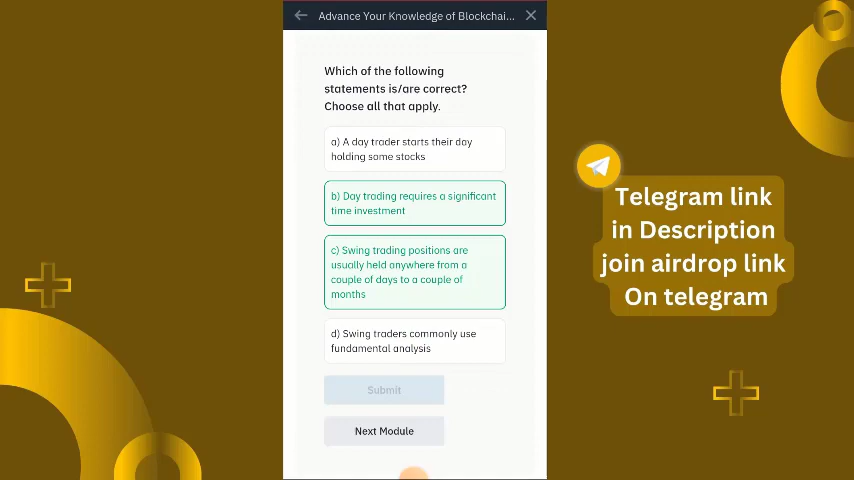 Advance Your Knowledge of Blockchai...
Which of the following
statements is/are correct?
Choose all that apply.
a) A day trader starts their day
holding some stocks
b) Day trading requires a significant
time investment
c) Swing trading positions are
usually held anywhere from a
couple of days to a couple of
months
d) Swing traders commonly use
fundamental analysis
Submit
Next Module
Telegram link
in Description
join airdrop link
On telegram